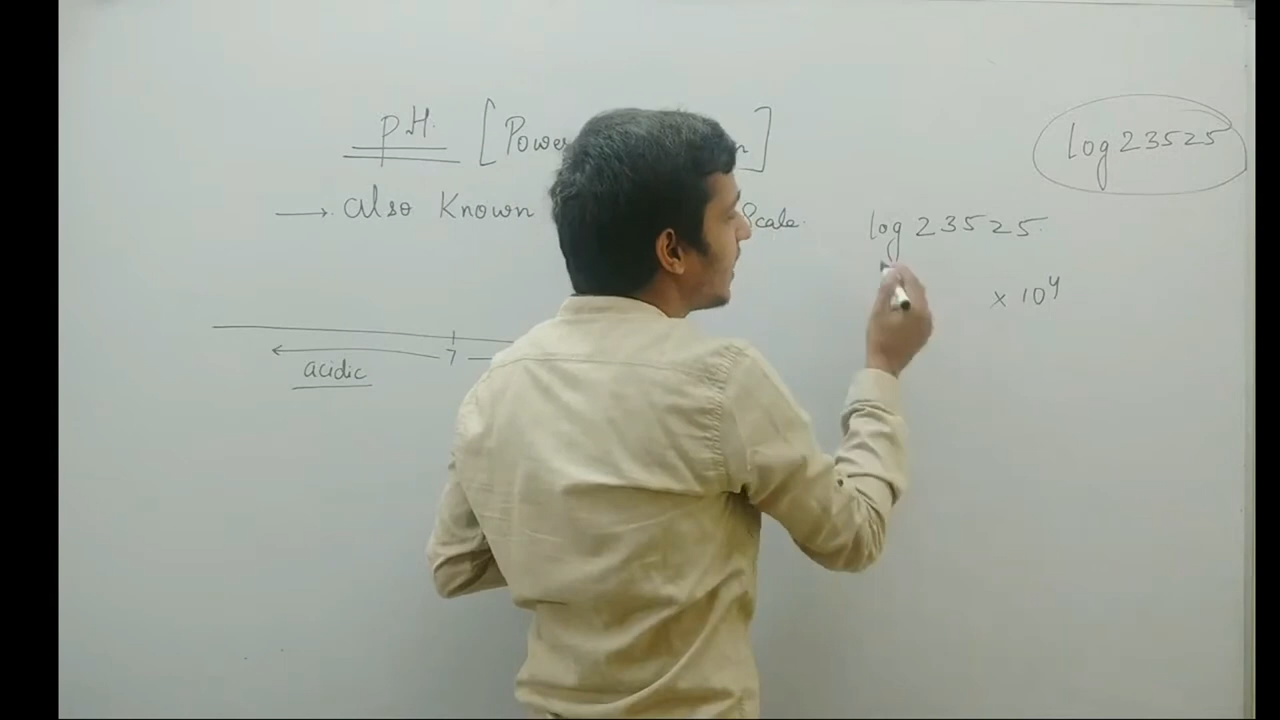 pH. [Power n]
→ also Known Scale.
log 23525
log 23525.
× 10⁴
7
acidic